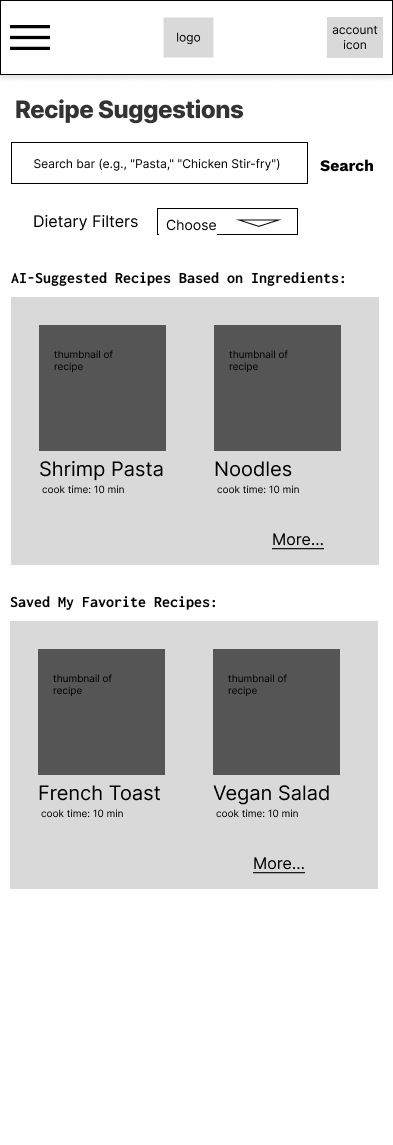 logo
account
icon
Recipe Suggestions
Search bar (e.g., "Pasta," "Chicken Stir-fry")
Search
Dietary Filters
Choose
AI-Suggested Recipes Based on Ingredients:
thumbnail of
recipe
thumbnail of
recipe
Shrimp Pasta
Noodles
cook time: 10 min
cook time: 10 min
More...
Saved My Favorite Recipes:
thumbnail of
recipe
thumbnail of
recipe
French Toast
Vegan Salad
cook time: 10 min
cook time: 10 min
More...